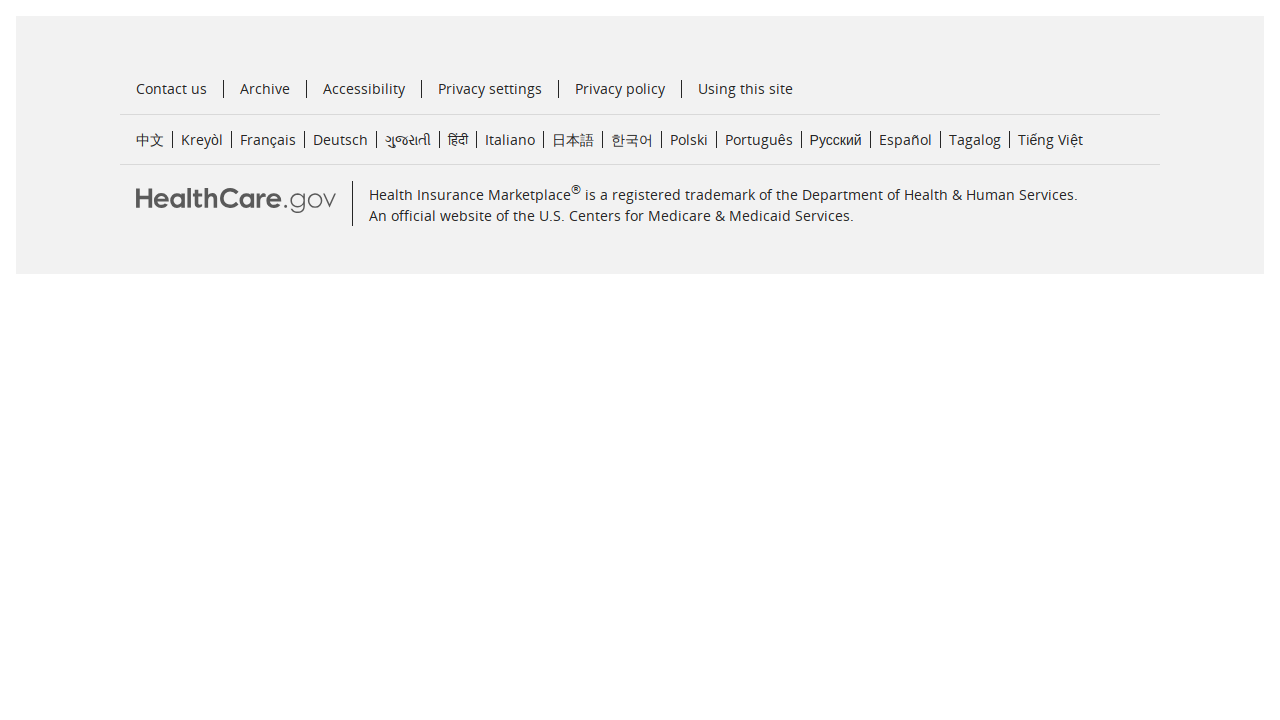 Contact us | Archive | Accessibility | Privacy settings | Privacy policy | Using this site
中文 | Kreyòl | Français | Deutsch | ગુજરાતી | हिंदी | Italiano | 日本語 | 한국어 | Polski | Português | Русский | Español | Tagalog | Tiếng Việt
HealthCare.gov
Health Insurance Marketplace® is a registered trademark of the Department of Health & Human Services.
An official website of the U.S. Centers for Medicare & Medicaid Services.